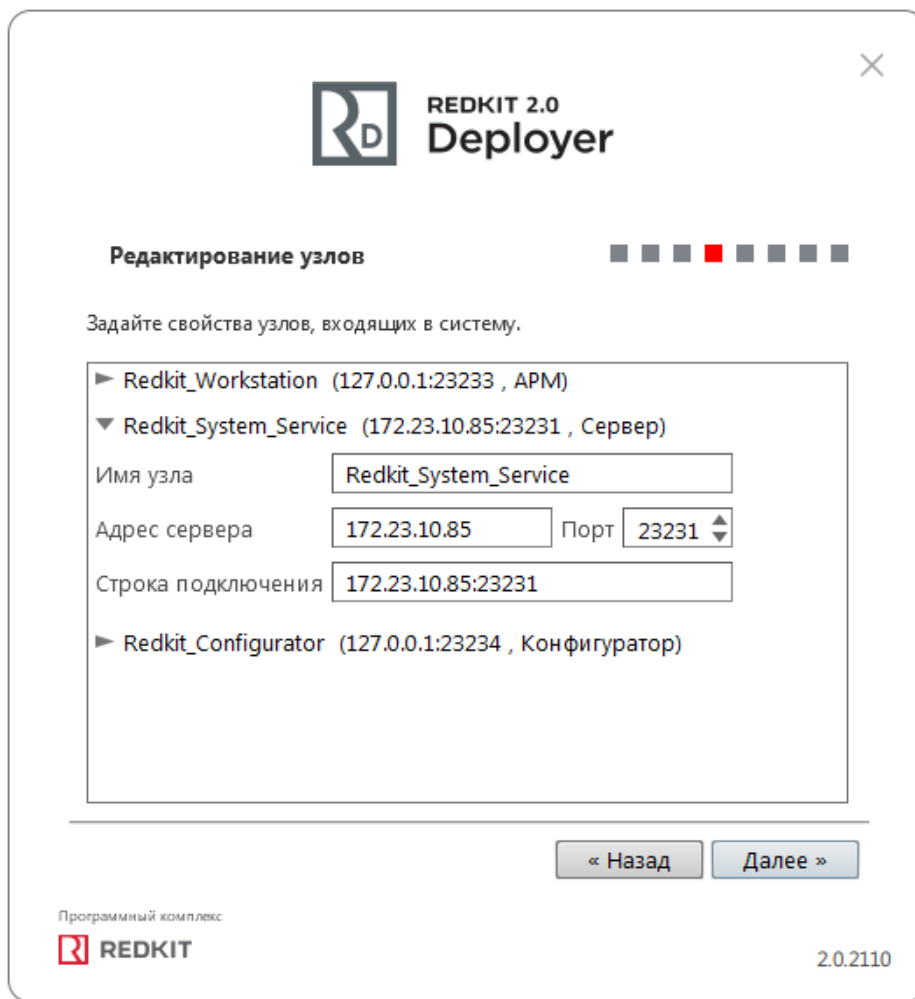 REDKIT 2.0
Deployer
Редактирование узлов
Задайте свойства узлов, входящих в систему.
Redkit_Workstation (127.0.0.1:23233 , АРМ)
Redkit_System_Service (172.23.10.85:23231 , Сервер)
Имя узла Redkit_System_Service
Адрес сервера 172.23.10.85 Порт 23231
Строка подключения 172.23.10.85:23231
Redkit_Configurator (127.0.0.1:23234 , Конфигуратор)
« Назад Далее »
Программный комплекс
REDKIT
2.0.2110